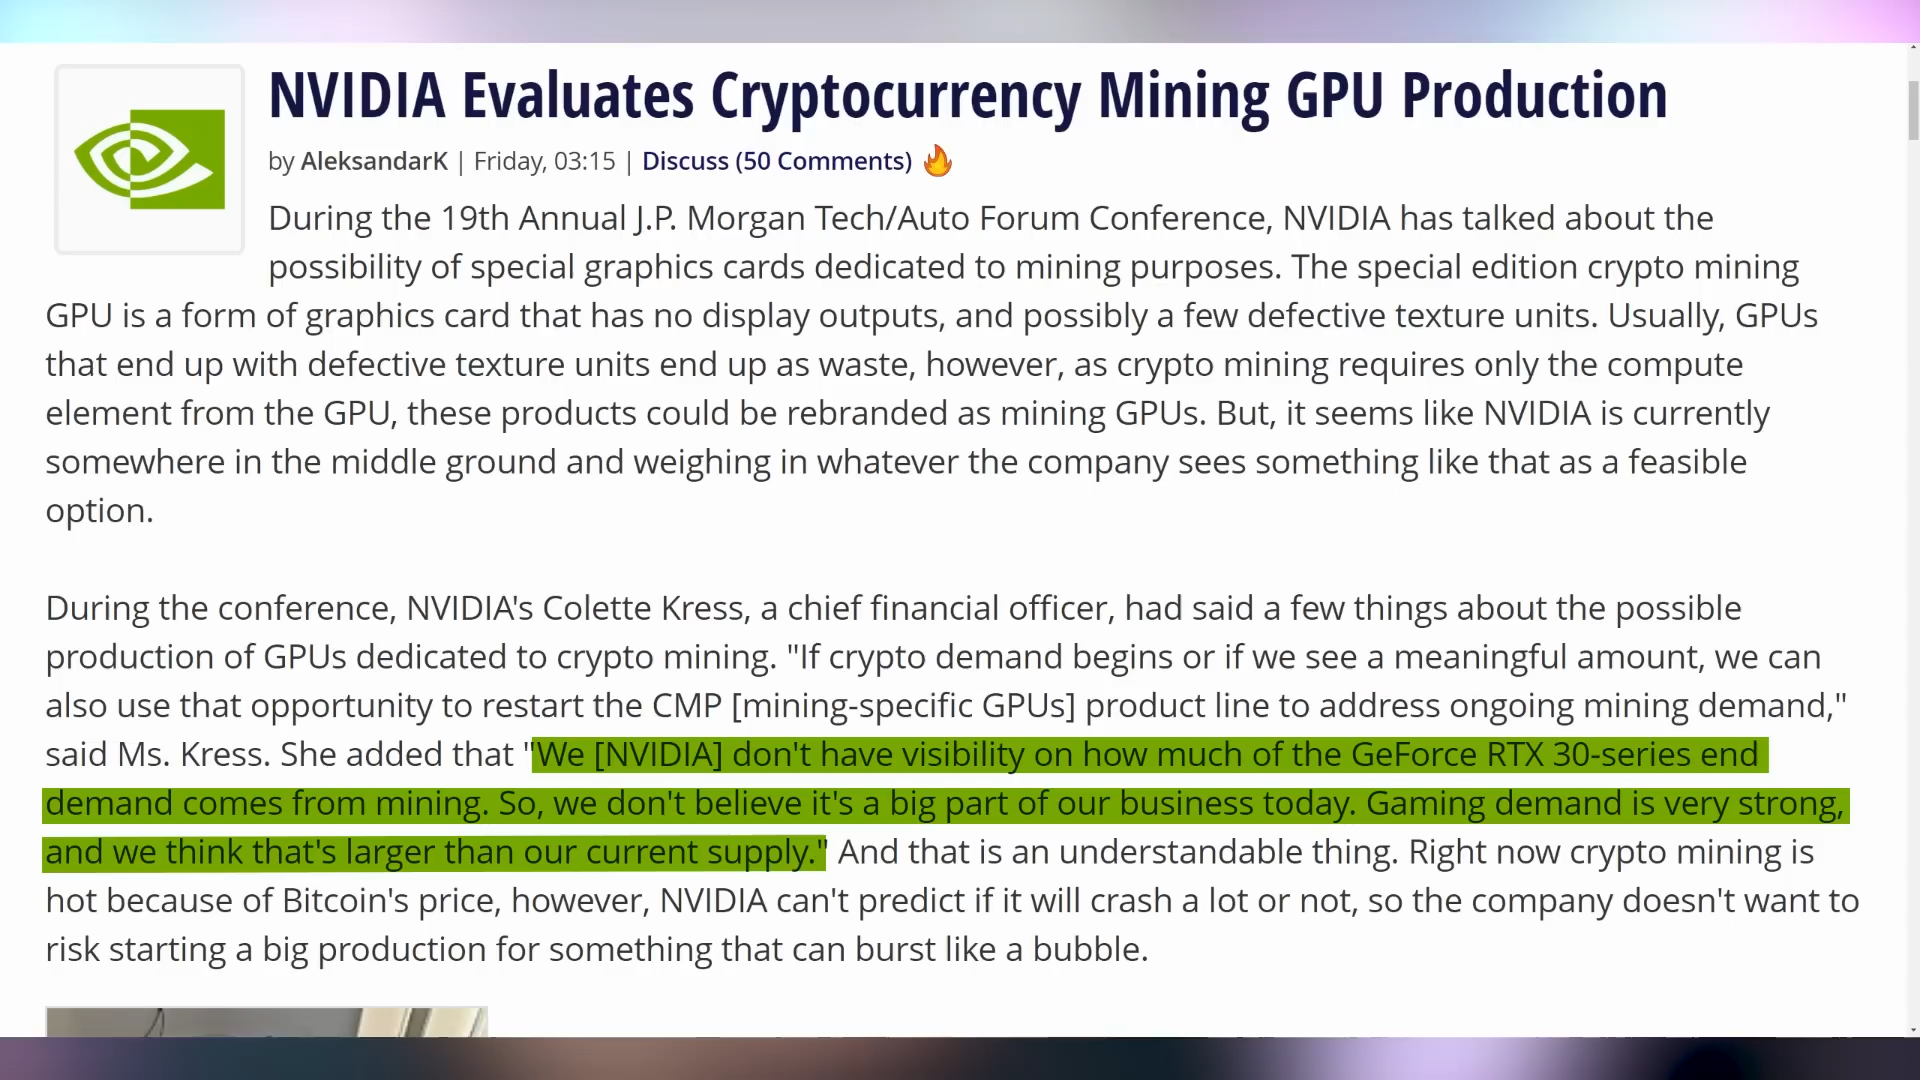 NVIDIA Evaluates Cryptocurrency Mining GPU Production
by AleksandarK | Friday, 03:15 | Discuss (50 Comments)
During the 19th Annual J.P. Morgan Tech/Auto Forum Conference, NVIDIA has talked about the
possibility of special graphics cards dedicated to mining purposes. The special edition crypto mining
GPU is a form of graphics card that has no display outputs, and possibly a few defective texture units. Usually, GPUs
that end up with defective texture units end up as waste, however, as crypto mining requires only the compute
element from the GPU, these products could be rebranded as mining GPUs. But, it seems like NVIDIA is currently
somewhere in the middle ground and weighing in whatever the company sees something like that as a feasible
option.
During the conference, NVIDIA's Colette Kress, a chief financial officer, had said a few things about the possible
production of GPUs dedicated to crypto mining. "If crypto demand begins or if we see a meaningful amount, we can
also use that opportunity to restart the CMP [mining-specific GPUs] product line to address ongoing mining demand,"
said Ms. Kress. She added that "We [NVIDIA] don't have visibility on how much of the GeForce RTX 30-series end
demand comes from mining. So, we don't believe it's a big part of our business today. Gaming demand is very strong,
and we think that's larger than our current supply." And that is an understandable thing. Right now crypto mining is
hot because of Bitcoin's price, however, NVIDIA can't predict if it will crash a lot or not, so the company doesn't want to
risk starting a big production for something that can burst like a bubble.